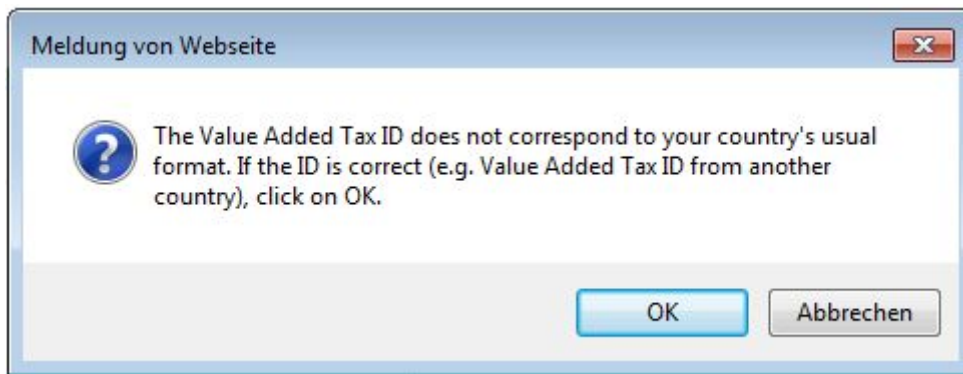 Meldung von Webseite
The Value Added Tax ID does not correspond to your country's usual
format. If the ID is correct (e.g. Value Added Tax ID from another
country), click on OK.
OK
Abbrechen